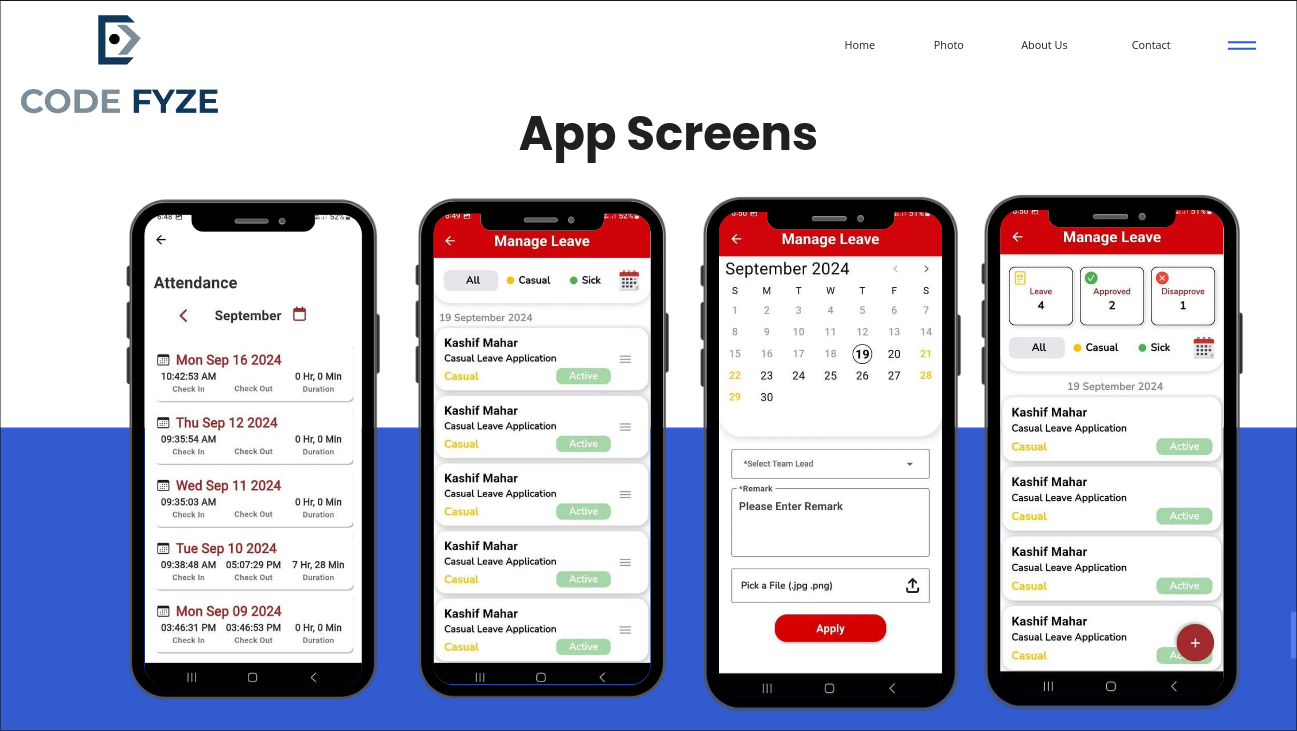 Home Photo About Us Contact
CODE FYZE
App Screens
6:48 52%
Attendance
September
Mon Sep 16 2024
10:42:53 AM 0 Hr, 0 Min
Check In Check Out Duration
Thu Sep 12 2024
09:35:54 AM 0 Hr, 0 Min
Check In Check Out Duration
Wed Sep 11 2024
09:35:03 AM 0 Hr, 0 Min
Check In Check Out Duration
Tue Sep 10 2024
09:38:48 AM 05:07:29 PM 7 Hr, 28 Min
Check In Check Out Duration
Mon Sep 09 2024
03:46:31 PM 03:46:53 PM 0 Hr, 0 Min
Check In Check Out Duration
6:49 52%
Manage Leave
All Casual Sick
19 September 2024
Kashif Mahar
Casual Leave Application
Casual Active
Kashif Mahar
Casual Leave Application
Casual Active
Kashif Mahar
Casual Leave Application
Casual Active
Kashif Mahar
Casual Leave Application
Casual Active
Kashif Mahar
Casual Leave Application
Casual Active
6:50 51%
Manage Leave
September 2024
S M T W T F S
1 2 3 4 5 6 7
8 9 10 11 12 13 14
15 16 17 18 19 20 21
22 23 24 25 26 27 28
29 30
*Select Team Lead
*Remark
Please Enter Remark
Pick a File (.jpg .png)
Apply
6:50 51%
Manage Leave
Leave Approved Disapprove
4 2 1
All Casual Sick
19 September 2024
Kashif Mahar
Casual Leave Application
Casual Active
Kashif Mahar
Casual Leave Application
Casual Active
Kashif Mahar
Casual Leave Application
Casual Active
Kashif Mahar
Casual Leave Application
Casual
+